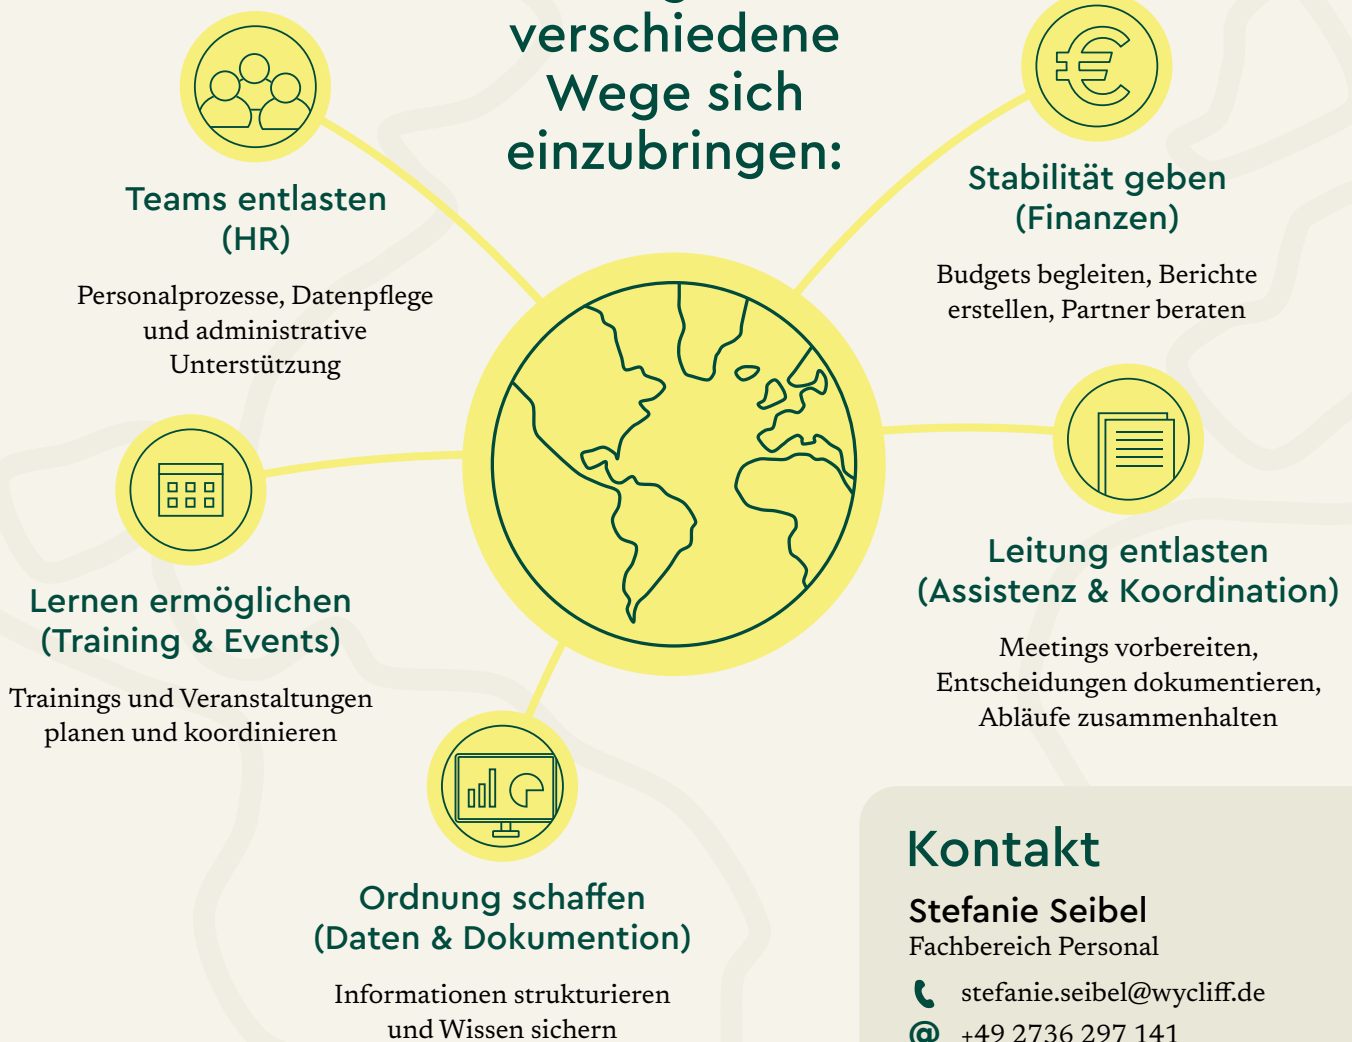 verschiedene
Wege sich
einzubringen:
Teams entlasten
(HR)
Personalprozesse, Datenpflege
und administrative
Unterstützung
Stabilität geben
(Finanzen)
Budgets begleiten, Berichte
erstellen, Partner beraten
Lernen ermöglichen
(Training & Events)
Trainings und Veranstaltungen
planen und koordinieren
Leitung entlasten
(Assistenz & Koordination)
Meetings vorbereiten,
Entscheidungen dokumentieren,
Abläufe zusammenhalten
Ordnung schaffen
(Daten & Dokumention)
Informationen strukturieren
und Wissen sichern
Kontakt
Stefanie Seibel
Fachbereich Personal
stefanie.seibel@wycliff.de
@ +49 2736 297 141